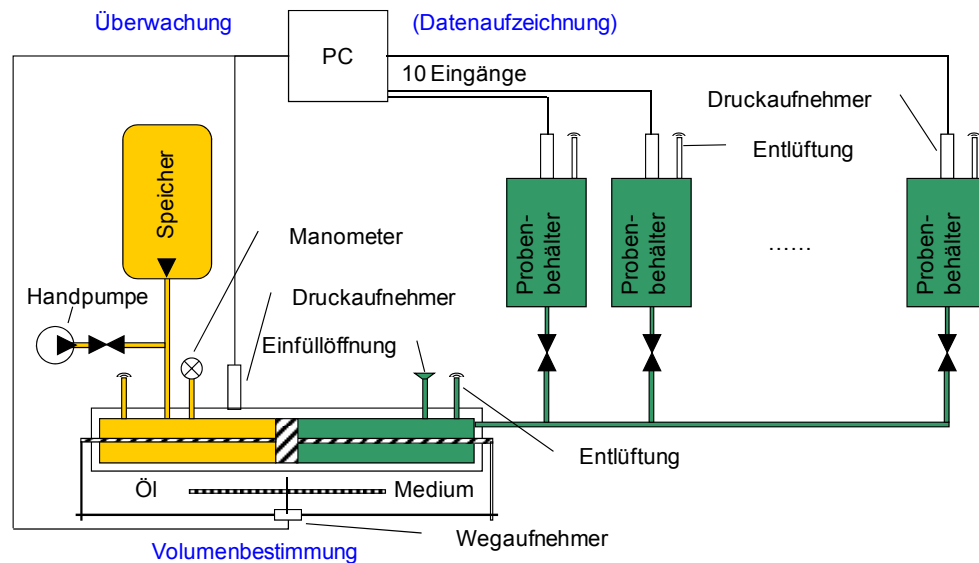 Überwachung
(Datenaufzeichnung)
PC
10 Eingänge
Druckaufnehmer
Entlüftung
Speicher
Proben-
behälter
Proben-
behälter
......
Proben-
behälter
Manometer
Handpumpe
Druckaufnehmer
Einfüllöffnung
Entlüftung
Öl
Medium
Wegaufnehmer
Volumenbestimmung